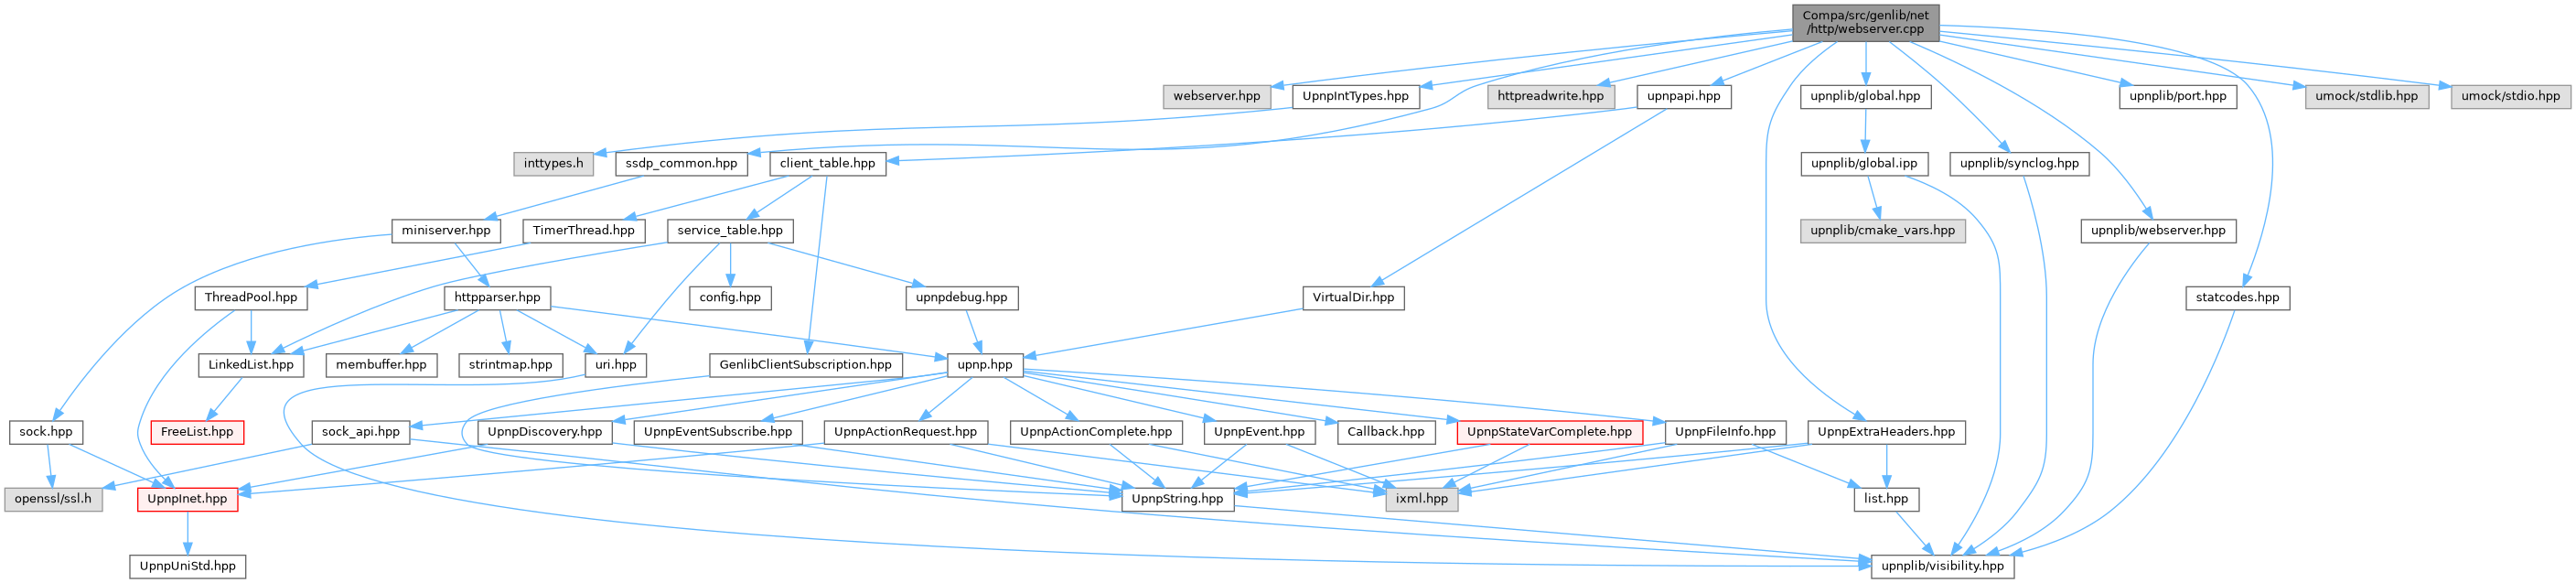 Compa/src/genlib/net
/http/webserver.cpp
webserver.hpp
UpnpIntTypes.hpp
httpreadwrite.hpp
upnpapi.hpp
upnplib/global.hpp
upnplib/port.hpp
umock/stdlib.hpp
umock/stdio.hpp
inttypes.h
ssdp_common.hpp
client_table.hpp
upnplib/global.ipp
upnplib/synclog.hpp
miniserver.hpp
TimerThread.hpp
service_table.hpp
upnplib/cmake_vars.hpp
upnplib/webserver.hpp
ThreadPool.hpp
httpparser.hpp
config.hpp
upnpdebug.hpp
VirtualDir.hpp
statcodes.hpp
LinkedList.hpp
membuffer.hpp
strintmap.hpp
uri.hpp
GenlibClientSubscription.hpp
upnp.hpp
sock.hpp
FreeList.hpp
sock_api.hpp
UpnpDiscovery.hpp
UpnpEventSubscribe.hpp
UpnpActionRequest.hpp
UpnpActionComplete.hpp
UpnpEvent.hpp
Callback.hpp
UpnpStateVarComplete.hpp
UpnpFileInfo.hpp
UpnpExtraHeaders.hpp
openssl/ssl.h
UpnpInet.hpp
UpnpString.hpp
ixml.hpp
list.hpp
UpnpUniStd.hpp
upnplib/visibility.hpp